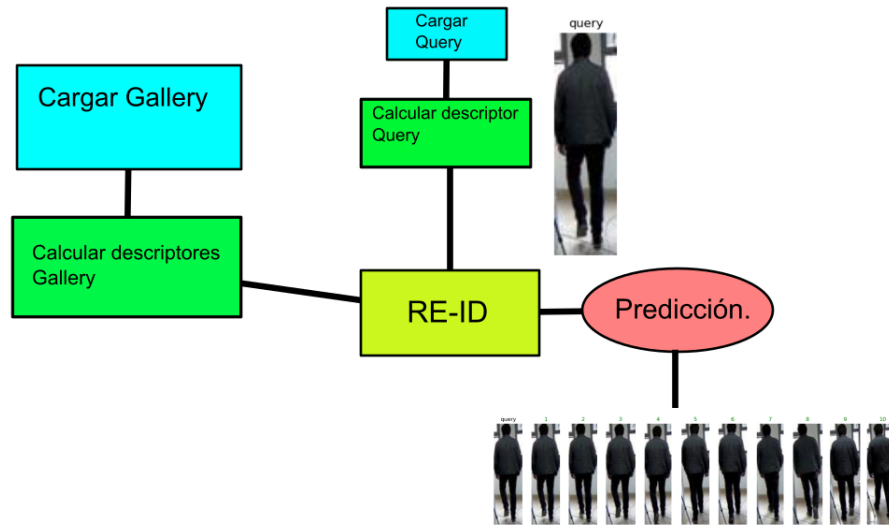 Cargar
Query
query
Cargar Gallery
Calcular descriptor
Query
Calcular descriptores
Gallery
RE-ID
Predicción.
query 1 2 3 4 5 6 7 8 9 10